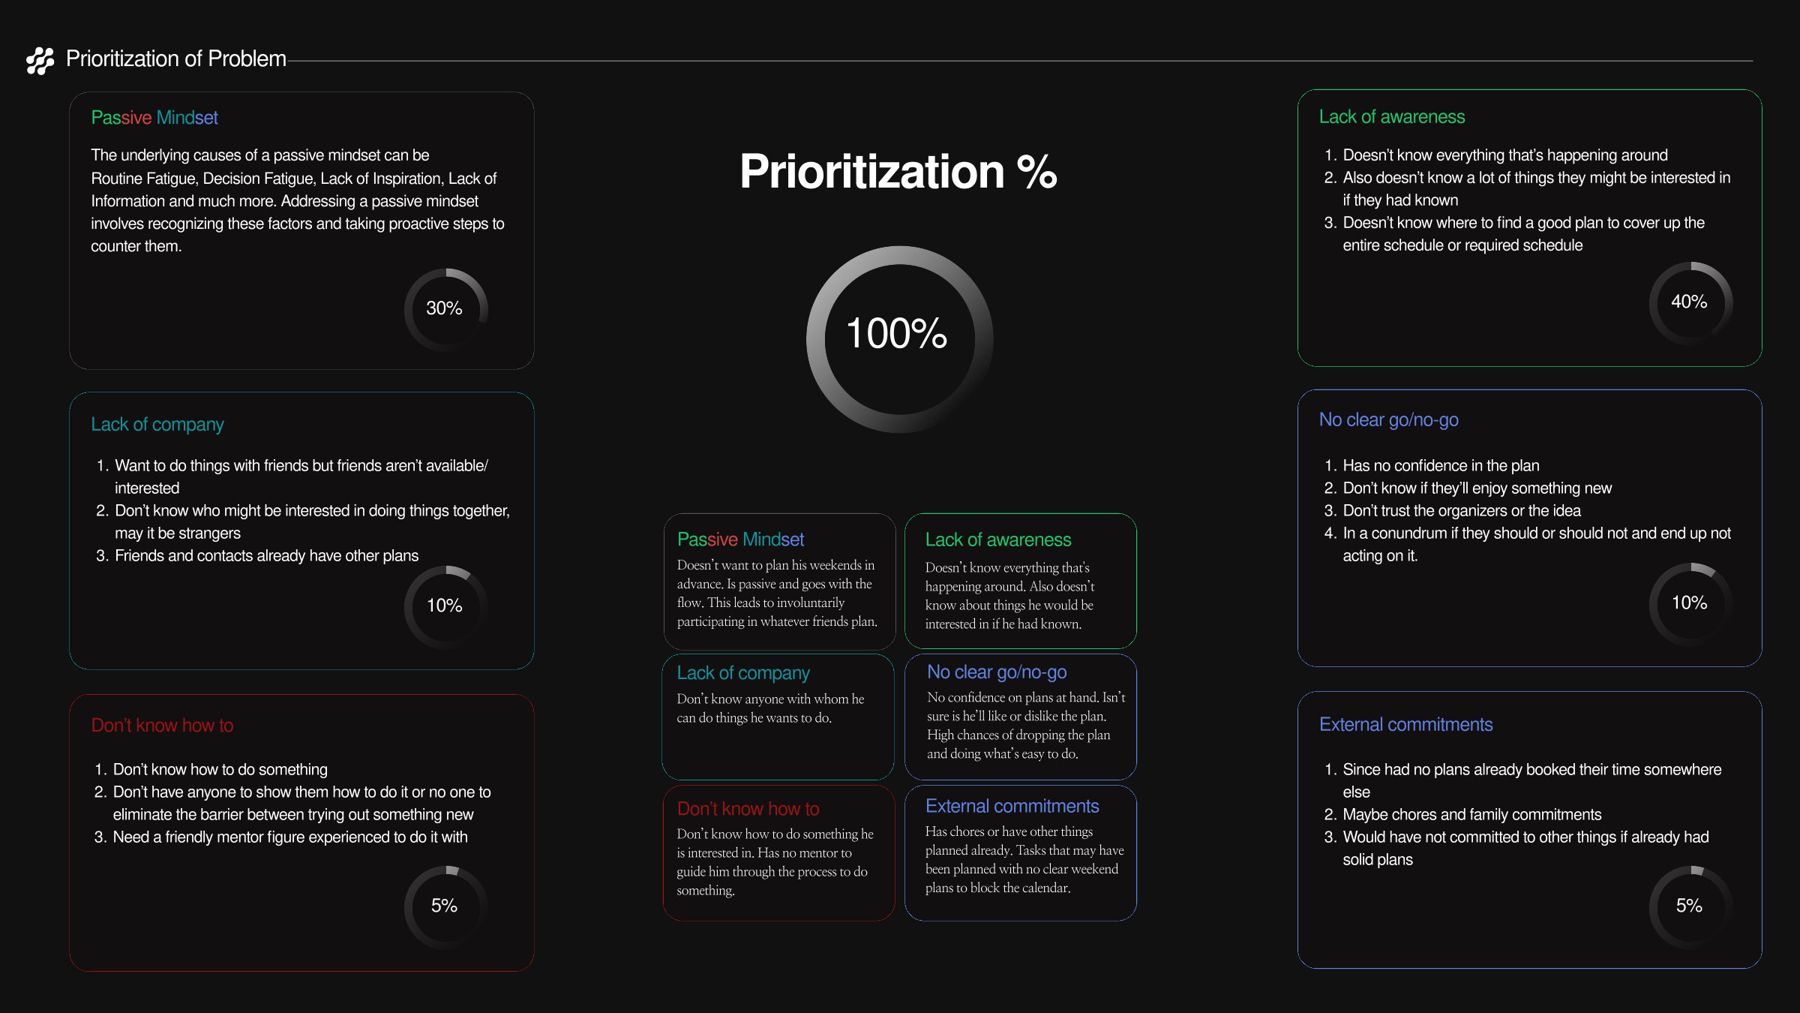 Prioritization of Problem
Passive Mindset
The underlying causes of a passive mindset can be
Routine Fatigue, Decision Fatigue, Lack of Inspiration, Lack of
Information and much more. Addressing a passive mindset
involves recognizing these factors and taking proactive steps to
counter them.
30%
Lack of company
1. Want to do things with friends but friends aren't available/
interested
2. Don't know who might be interested in doing things together,
may it be strangers
3. Friends and contacts already have other plans
10%
Don't know how to
1. Don't know how to do something
2. Don't have anyone to show them how to do it or no one to
eliminate the barrier between trying out something new
3. Need a friendly mentor figure experienced to do it with
5%
Prioritization %
100%
Passive Mindset
Doesn't want to plan his weekends in
advance. Is passive and goes with the
flow. This leads to involuntarily
participating in whatever friends plan.
Lack of awareness
Doesn't know everything that's
happening around. Also doesn't
know about things he would be
interested in if he had known.
Lack of company
Don't know anyone with whom he
can do things he wants to do.
No clear go/no-go
No confidence on plans at hand. Isn't
sure is he'll like or dislike the plan.
High chances of dropping the plan
and doing what's easy to do.
Don't know how to
Don't know how to do something he
is interested in. Has no mentor to
guide him through the process to do
something.
External commitments
Has chores or have other things
planned already. Tasks that may have
been planned with no clear weekend
plans to block the calendar.
Lack of awareness
1. Doesn't know everything that's happening around
2. Also doesn't know a lot of things they might be interested in
if they had known
3. Doesn't know where to find a good plan to cover up the
entire schedule or required schedule
40%
No clear go/no-go
1. Has no confidence in the plan
2. Don't know if they'll enjoy something new
3. Don't trust the organizers or the idea
4. In a conundrum if they should or should not and end up not
acting on it.
10%
External commitments
1. Since had no plans already booked their time somewhere
else
2. Maybe chores and family commitments
3. Would have not committed to other things if already had
solid plans
5%